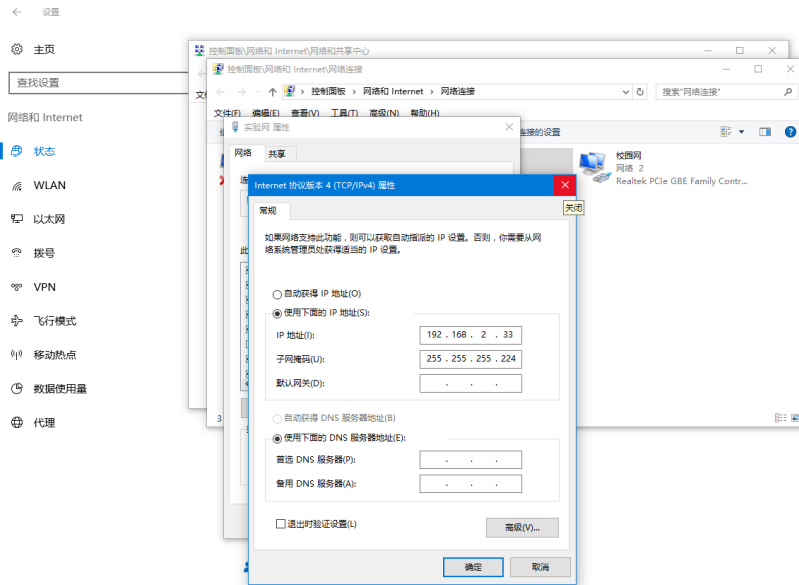 设置
主页
查找设置
网络和 Internet
状态
WLAN
以太网
拨号
VPN
飞行模式
移动热点
数据使用量
代理
控制面板\网络和 Internet\网络和共享中心
控制面板\网络和 Internet\网络连接
控制面板 › 网络和 Internet › 网络连接
搜索"网络连接"
文件(F) 编辑(E) 查看(V) 工具(T) 高级(N) 帮助(H)
连接的设置
校园网
网络 2
Realtek PCIe GBE Family Contr...
实验网 属性
网络
共享
Internet 协议版本 4 (TCP/IPv4) 属性
关闭
常规
如果网络支持此功能，则可以获取自动指派的 IP 设置。否则，你需要从网
络系统管理员处获得适当的 IP 设置。
自动获得 IP 地址(O)
使用下面的 IP 地址(S):
IP 地址(I):
192 . 168 . 2 . 33
子网掩码(U):
255 . 255 . 255 . 224
默认网关(D):
. . .
自动获得 DNS 服务器地址(B)
使用下面的 DNS 服务器地址(E):
首选 DNS 服务器(P):
. . .
备用 DNS 服务器(A):
. . .
退出时验证设置(L)
高级(V)...
确定
取消
3